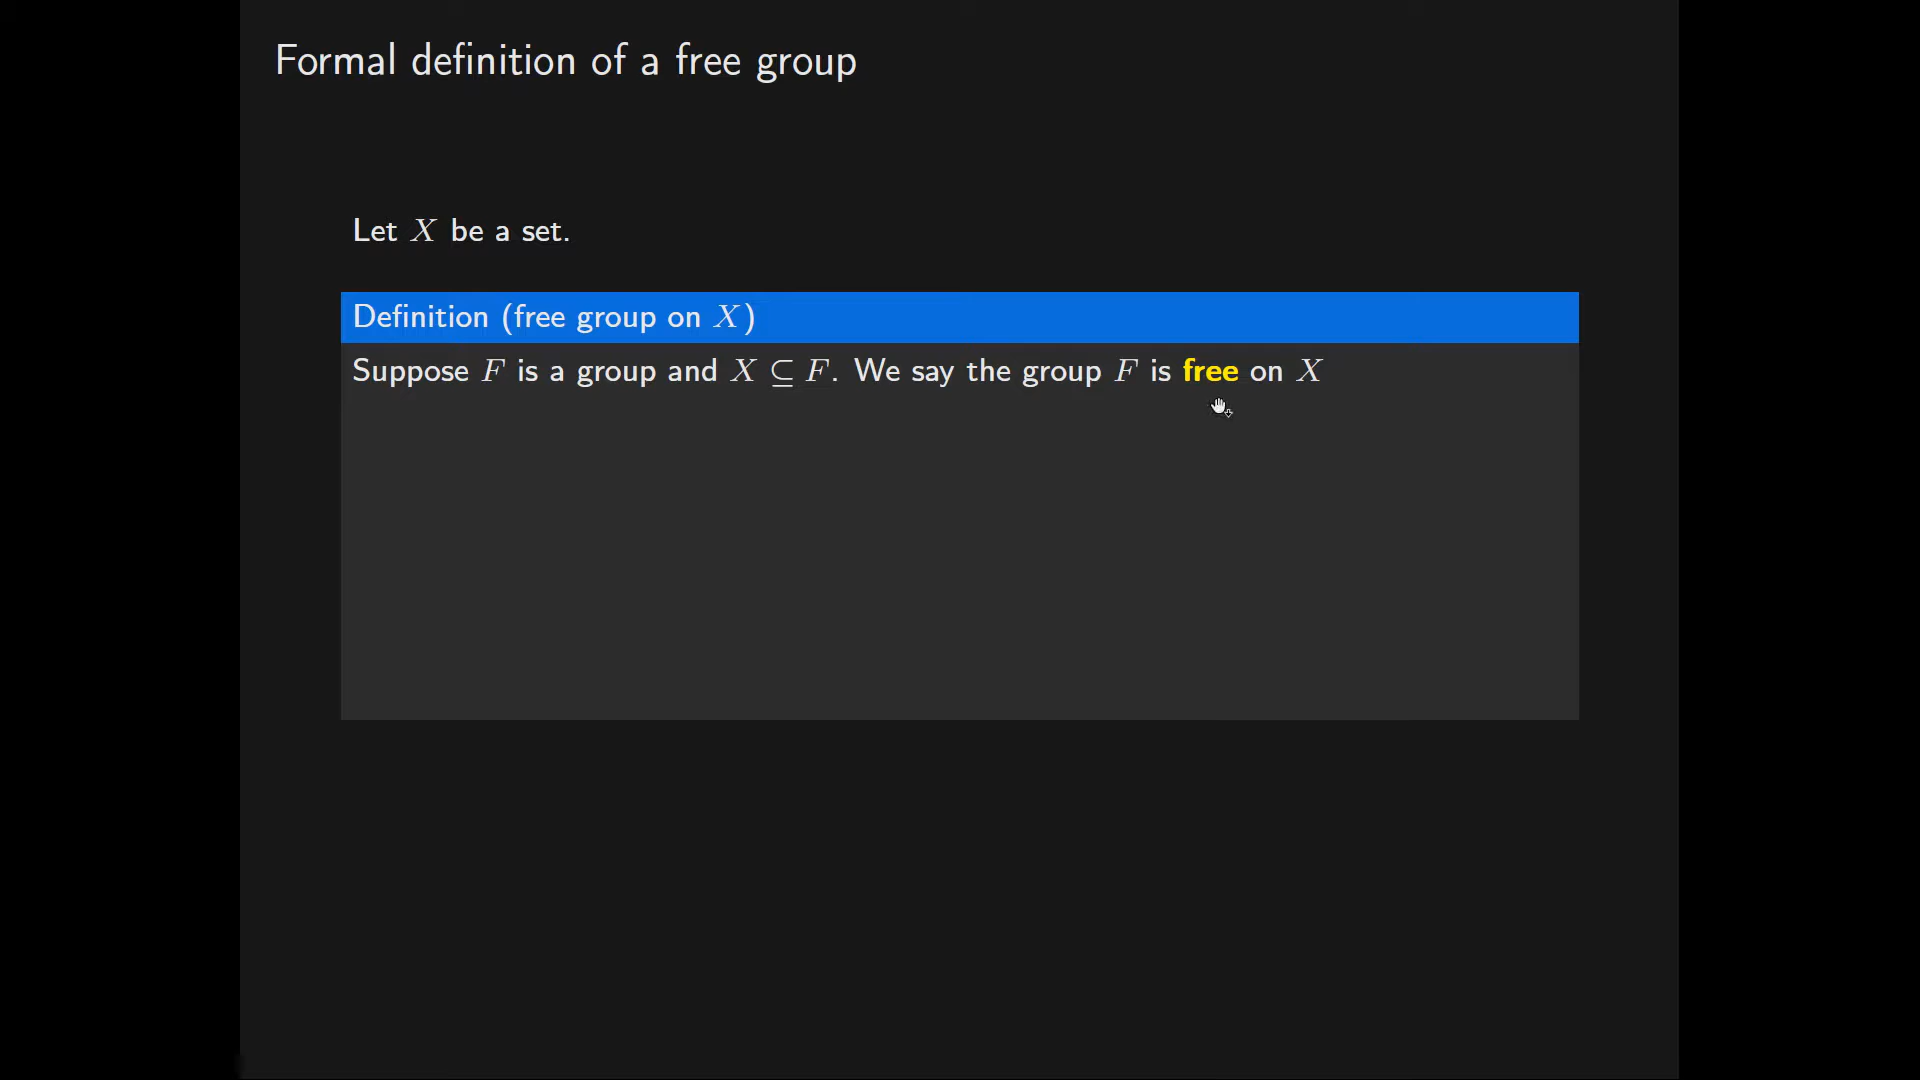 Formal definition of a free group
Let X be a set.
Definition (free group on X)
Suppose F is a group and X ⊆ F. We say the group F is free on X